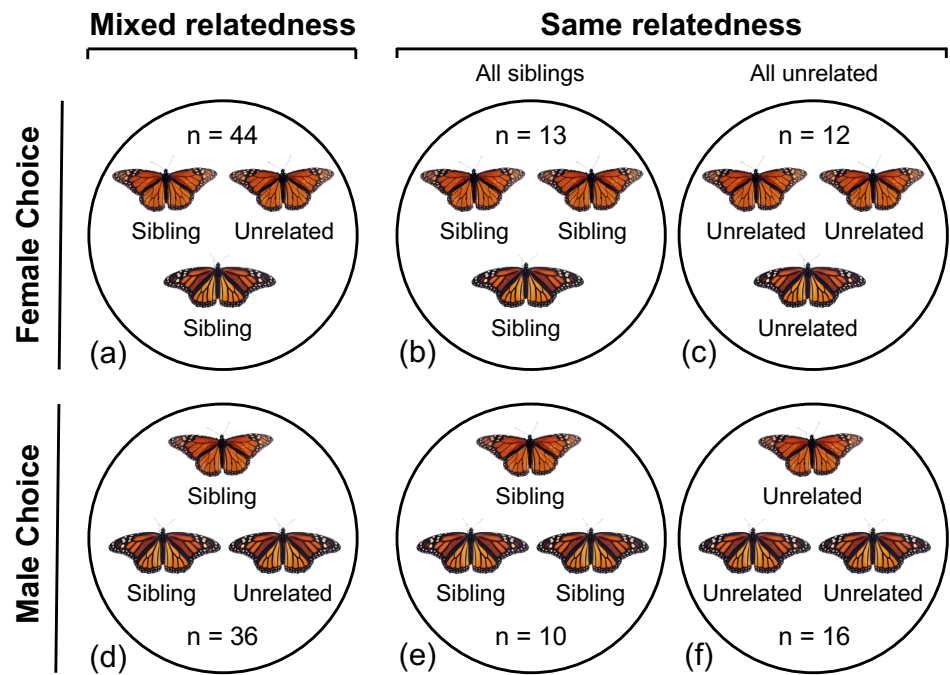 Mixed relatedness
Same relatedness
All siblings
All unrelated
Female Choice
n = 44
Sibling
Unrelated
Sibling
(a)
n = 13
Sibling
Sibling
Sibling
(b)
n = 12
Unrelated
Unrelated
Unrelated
(c)
Male Choice
Sibling
Sibling
Unrelated
n = 36
(d)
Sibling
Sibling
Sibling
n = 10
(e)
Unrelated
Unrelated
Unrelated
n = 16
(f)